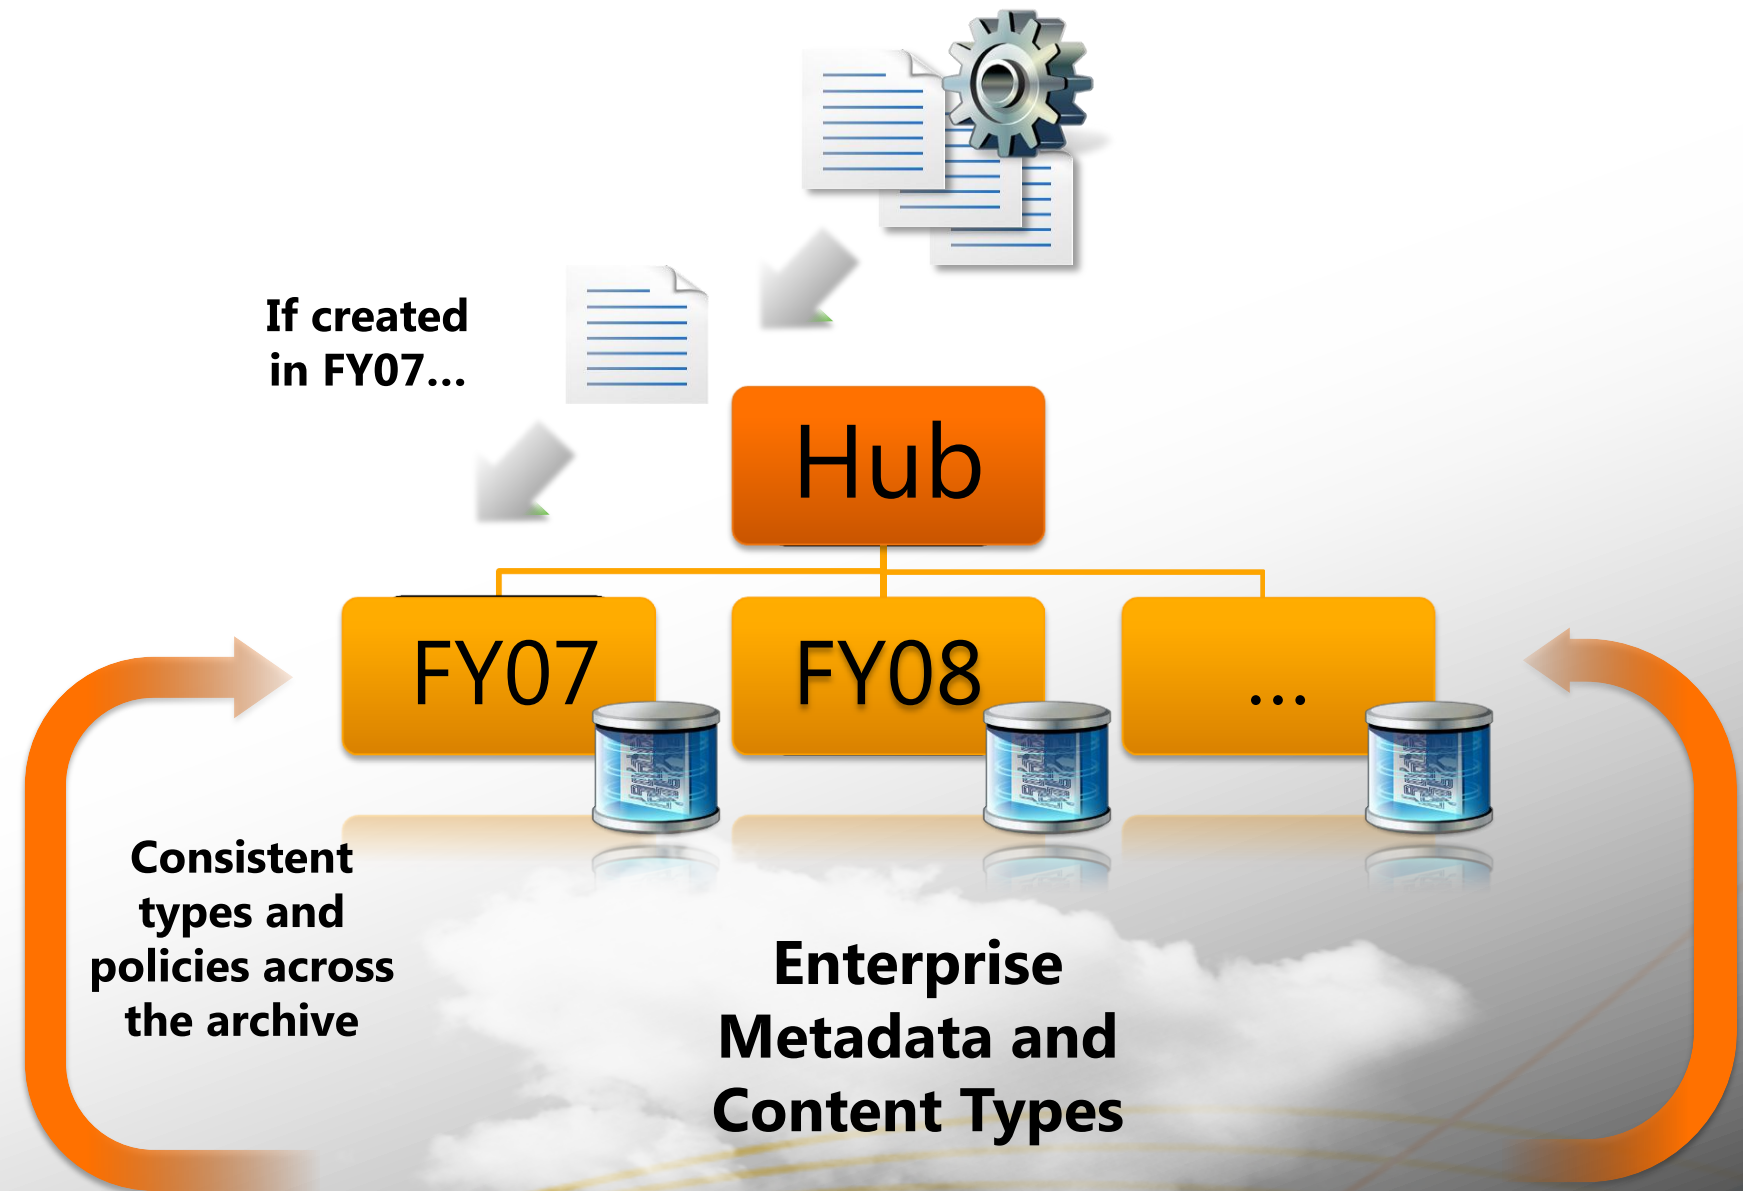 If created
in FY07...
Hub
FY07
FY08
...
Consistent
types and
policies across
the archive
Enterprise
Metadata and
Content Types